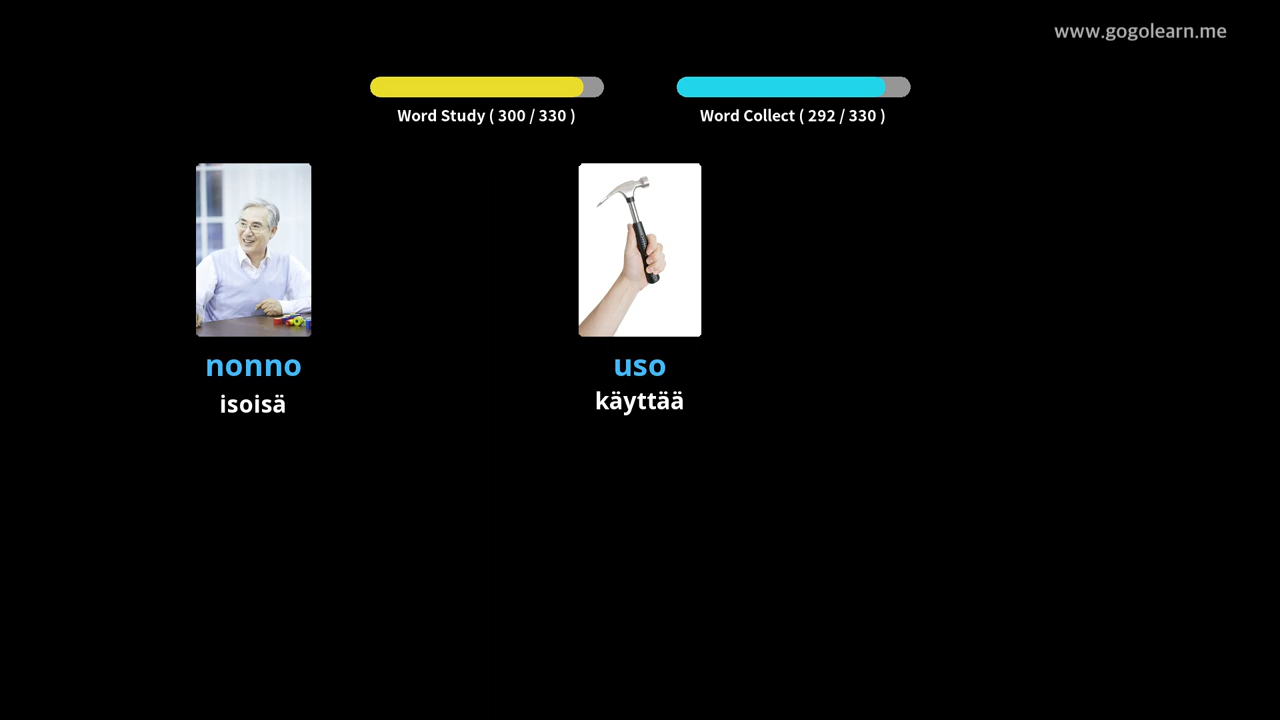 www.gogolearn.me
Word Study ( 300 / 330 )
Word Collect ( 292 / 330 )
nonno
isoisä
uso
käyttää